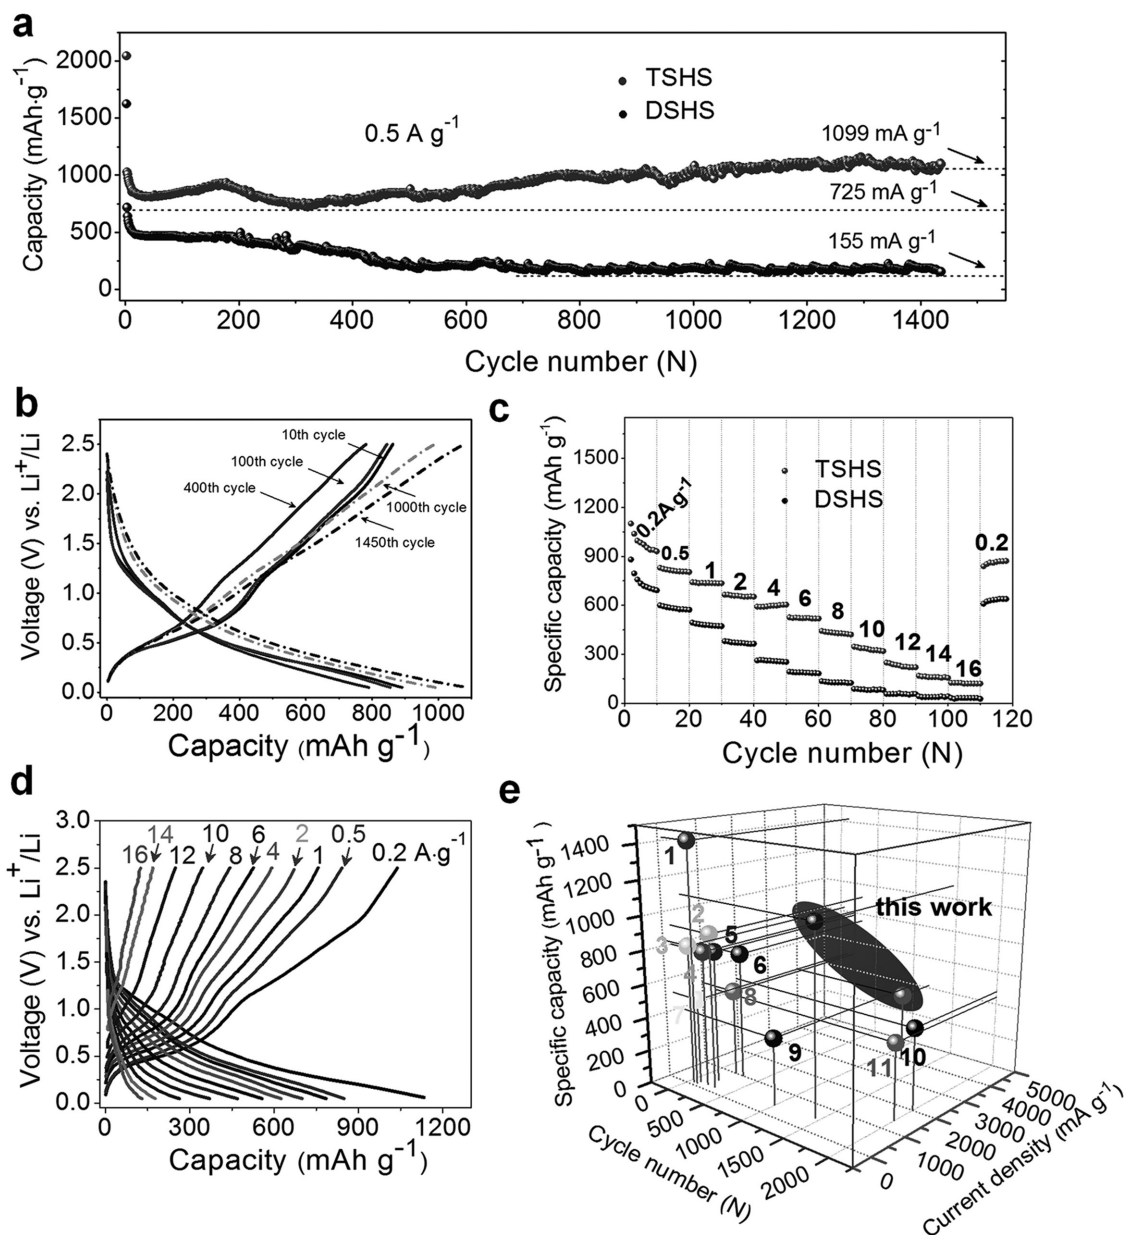 a
Capacity (mAh·g⁻¹)
2000
1500
1000
500
0
0.5 A g⁻¹
TSHS
DSHS
1099 mA g⁻¹
725 mA g⁻¹
155 mA g⁻¹
0 200 400 600 800 1000 1200 1400
Cycle number (N)
b
Voltage (V) vs. Li⁺/Li
2.5
2.0
1.5
1.0
0.5
0.0
10th cycle
100th cycle
400th cycle
1000th cycle
1450th cycle
0 200 400 600 800 1000
Capacity (mAh g⁻¹)
c
Specific capacity (mAh g⁻¹)
1500
1200
900
600
300
0
TSHS
DSHS
0.2A g⁻¹
0.5
1
2
4
6
8
10
12
14
16
0.2
0 20 40 60 80 100 120
Cycle number (N)
d
Voltage (V) vs. Li⁺/Li
3.0
2.5
2.0
1.5
1.0
0.5
0.0
14 10 6 2 0.5
16 12 8 4 1 0.2 A·g⁻¹
0 300 600 900 1200
Capacity (mAh g⁻¹)
e
Specific capacity (mAh g⁻¹)
1400
1200
1000
800
600
400
200
0
1
2
3
4
5
6
7
8
9
10
11
this work
0
500
1000
1500
2000
Cycle number (N)
0
1000
2000
3000
4000
5000
Current density (mA g⁻¹)